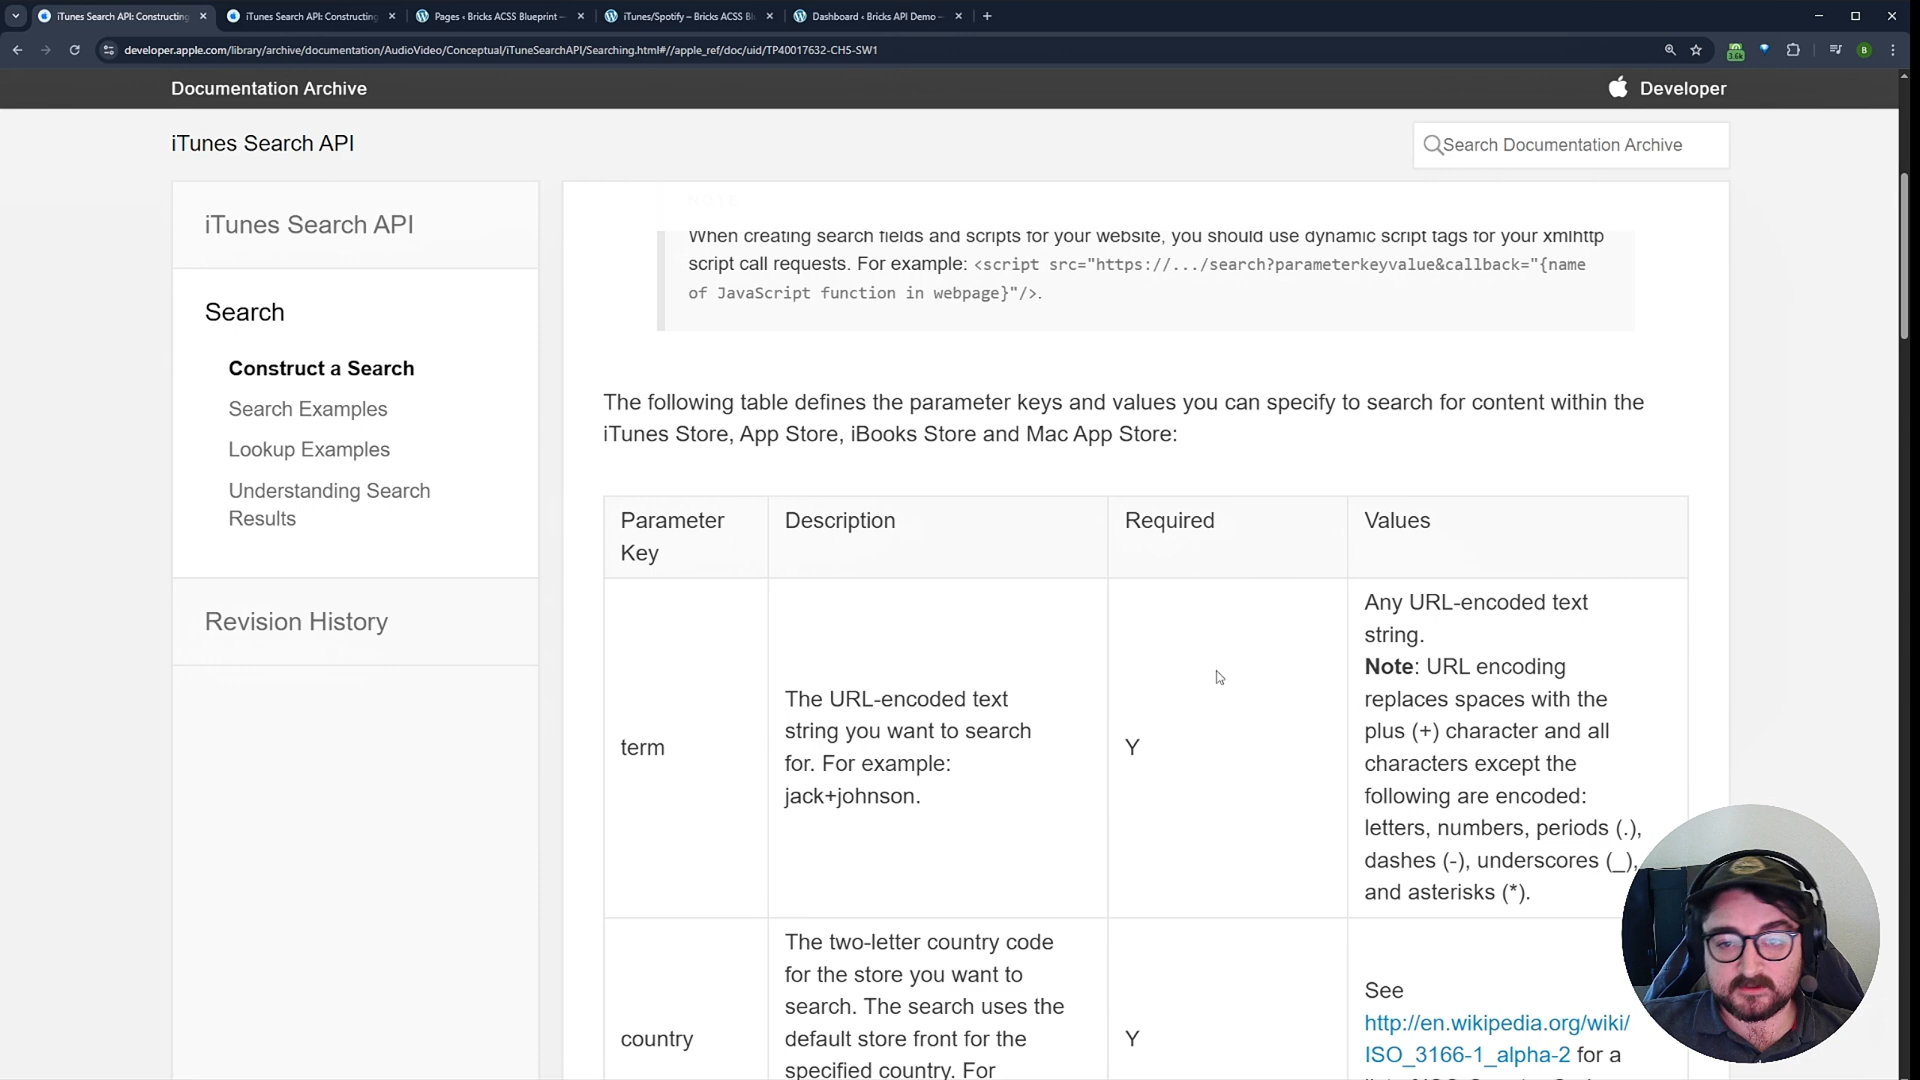 iTunes Search API: Constructing
iTunes Search API: Constructing
Pages ‹ Bricks ACSS Blueprint —
iTunes/Spotify – Bricks ACSS Bl
Dashboard ‹ Bricks API Demo —
developer.apple.com/library/archive/documentation/AudioVideo/Conceptual/iTuneSearchAPI/Searching.html#//apple_ref/doc/uid/TP40017632-CH5-SW1
3.6k
B
Documentation Archive
Developer
iTunes Search API
Search Documentation Archive
iTunes Search API
Search
Construct a Search
Search Examples
Lookup Examples
Understanding Search
Results
Revision History
When creating search fields and scripts for your website, you should use dynamic script tags for your xmlhttp
script call requests. For example: <script src="https://.../search?parameterkeyvalue&callback="{name
of JavaScript function in webpage}"/>.
The following table defines the parameter keys and values you can specify to search for content within the
iTunes Store, App Store, iBooks Store and Mac App Store:
Parameter
Key
Description
Required
Values
term
The URL-encoded text
string you want to search
for. For example:
jack+johnson.
Y
Any URL-encoded text
string.
Note: URL encoding
replaces spaces with the
plus (+) character and all
characters except the
following are encoded:
letters, numbers, periods (.),
dashes (-), underscores (_),
and asterisks (*).
country
The two-letter country code
for the store you want to
search. The search uses the
default store front for the
specified country. For
Y
See
http://en.wikipedia.org/wiki/
ISO_3166-1_alpha-2 for a